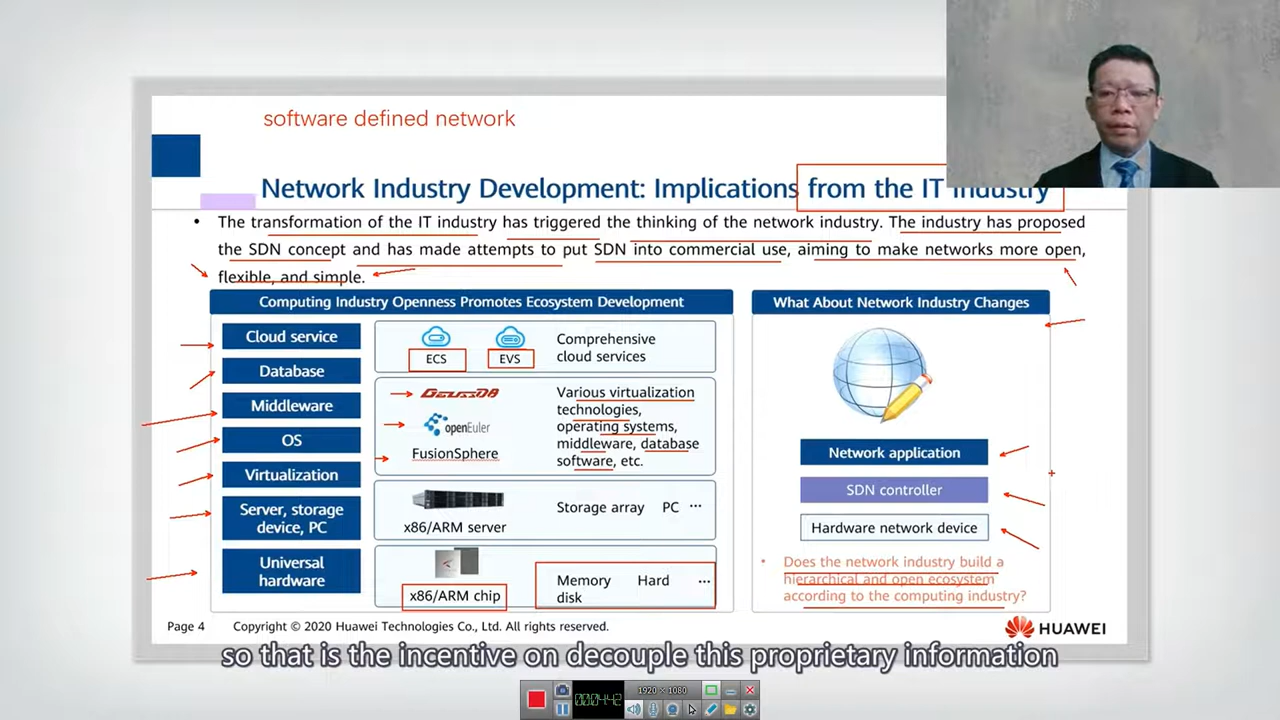 software defined network
Network Industry Development: Implications from the IT Industry
• The transformation of the IT industry has triggered the thinking of the network industry. The industry has proposed
the SDN concept and has made attempts to put SDN into commercial use, aiming to make networks more open,
flexible, and simple.
Computing Industry Openness Promotes Ecosystem Development
Cloud service
Database
Middleware
OS
Virtualization
Server, storage
device, PC
Universal
hardware
ECS
EVS
Comprehensive
cloud services
GaussDB
openEuler
FusionSphere
Various virtualization
technologies,
operating systems,
middleware, database
software, etc.
x86/ARM server
Storage array PC ···
x86/ARM chip
Memory Hard ···
disk
What About Network Industry Changes
Network application
SDN controller
Hardware network device
• Does the network industry build a
hierarchical and open ecosystem
according to the computing industry?
Page 4
Copyright © 2020 Huawei Technologies Co., Ltd. All rights reserved.
HUAWEI
so that is the incentive on decouple this proprietary information
1920 × 1080